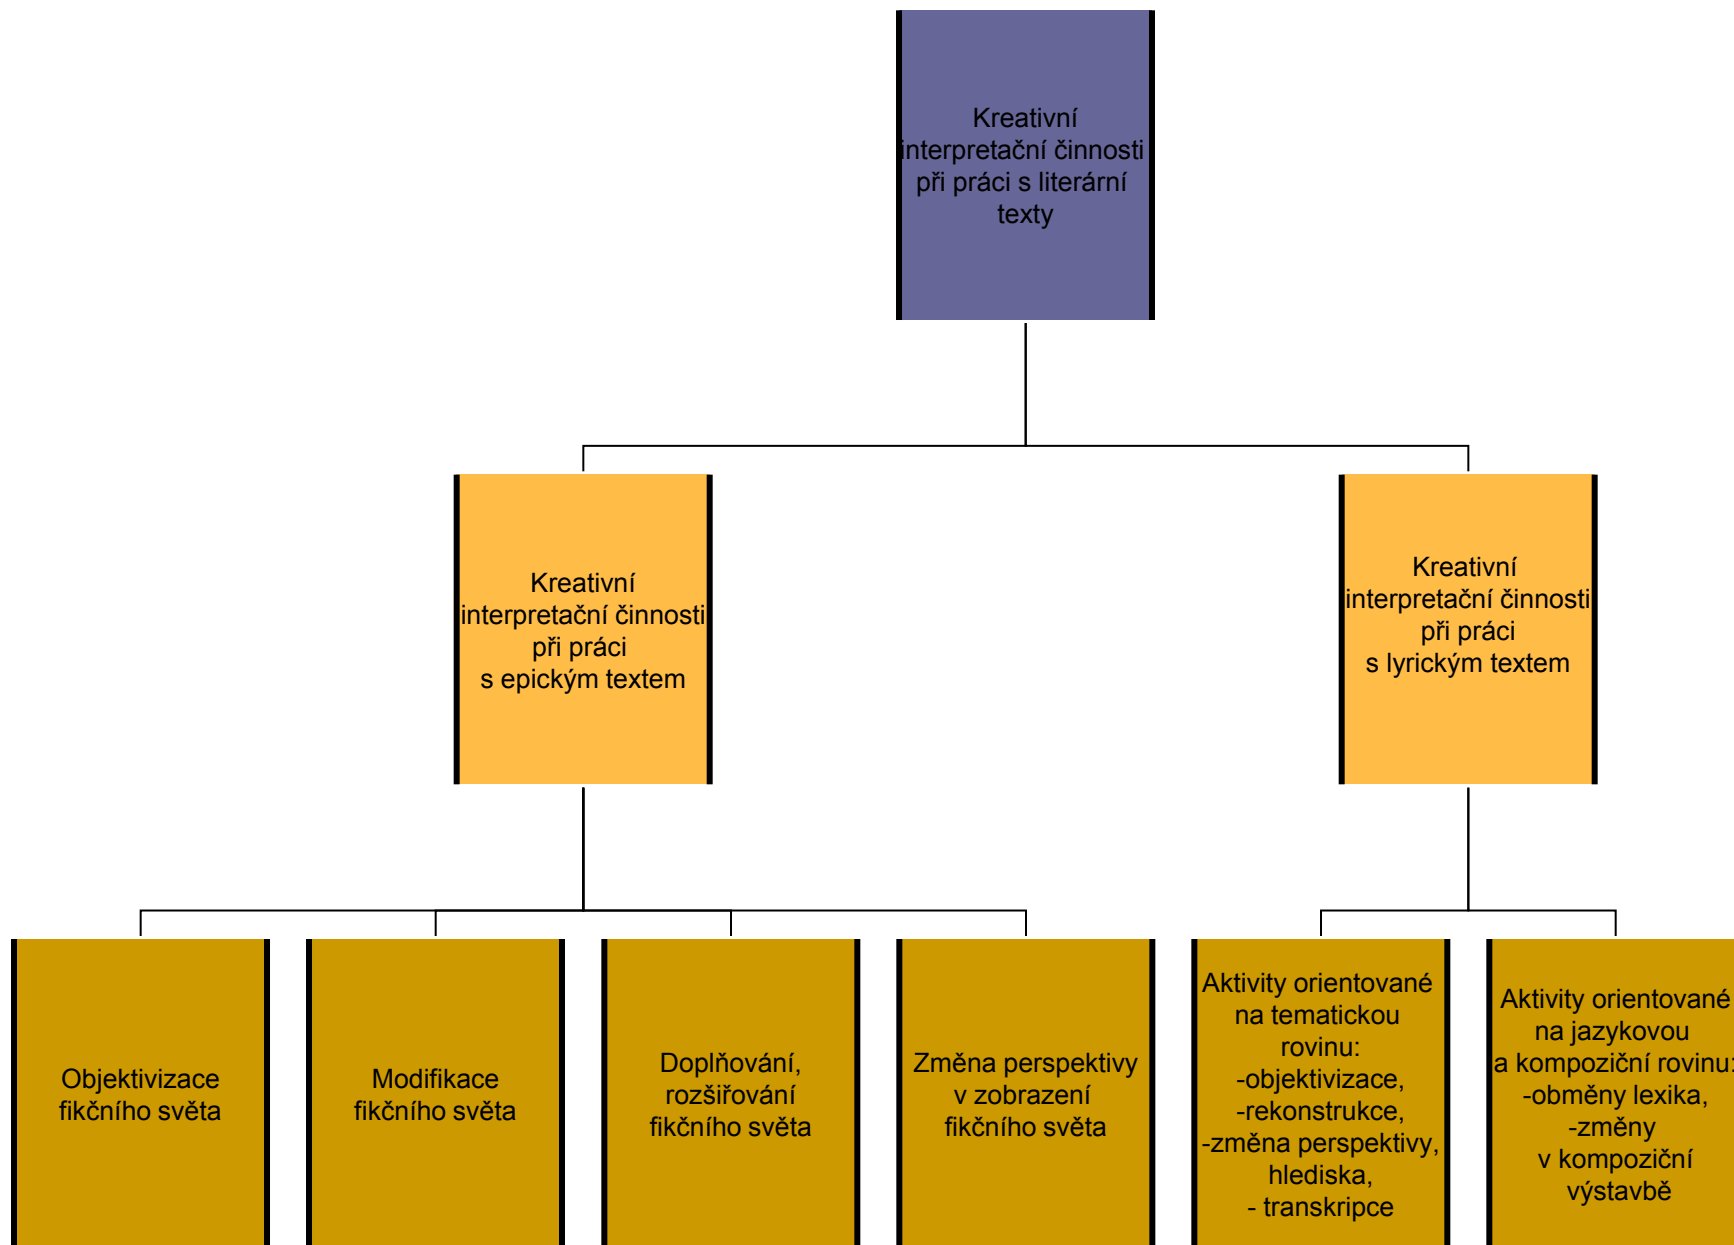 Kreativní
interpretační činnosti
při práci s literární
texty
Kreativní
interpretační činnosti
při práci
s epickým textem
Kreativní
interpretační činnosti
při práci
s lyrickým textem
Objektivizace
fikčního světa
Modifikace
fikčního světa
Doplňování,
rozšiřování
fikčního světa
Změna perspektivy
v zobrazení
fikčního světa
Aktivity orientované
na tematickou
rovinu:
-objektivizace,
-rekonstrukce,
-změna perspektivy,
hlediska,
- transkripce
Aktivity orientované
na jazykovou
a kompoziční rovinu:
-obměny lexika,
-změny
v kompoziční
výstavbě